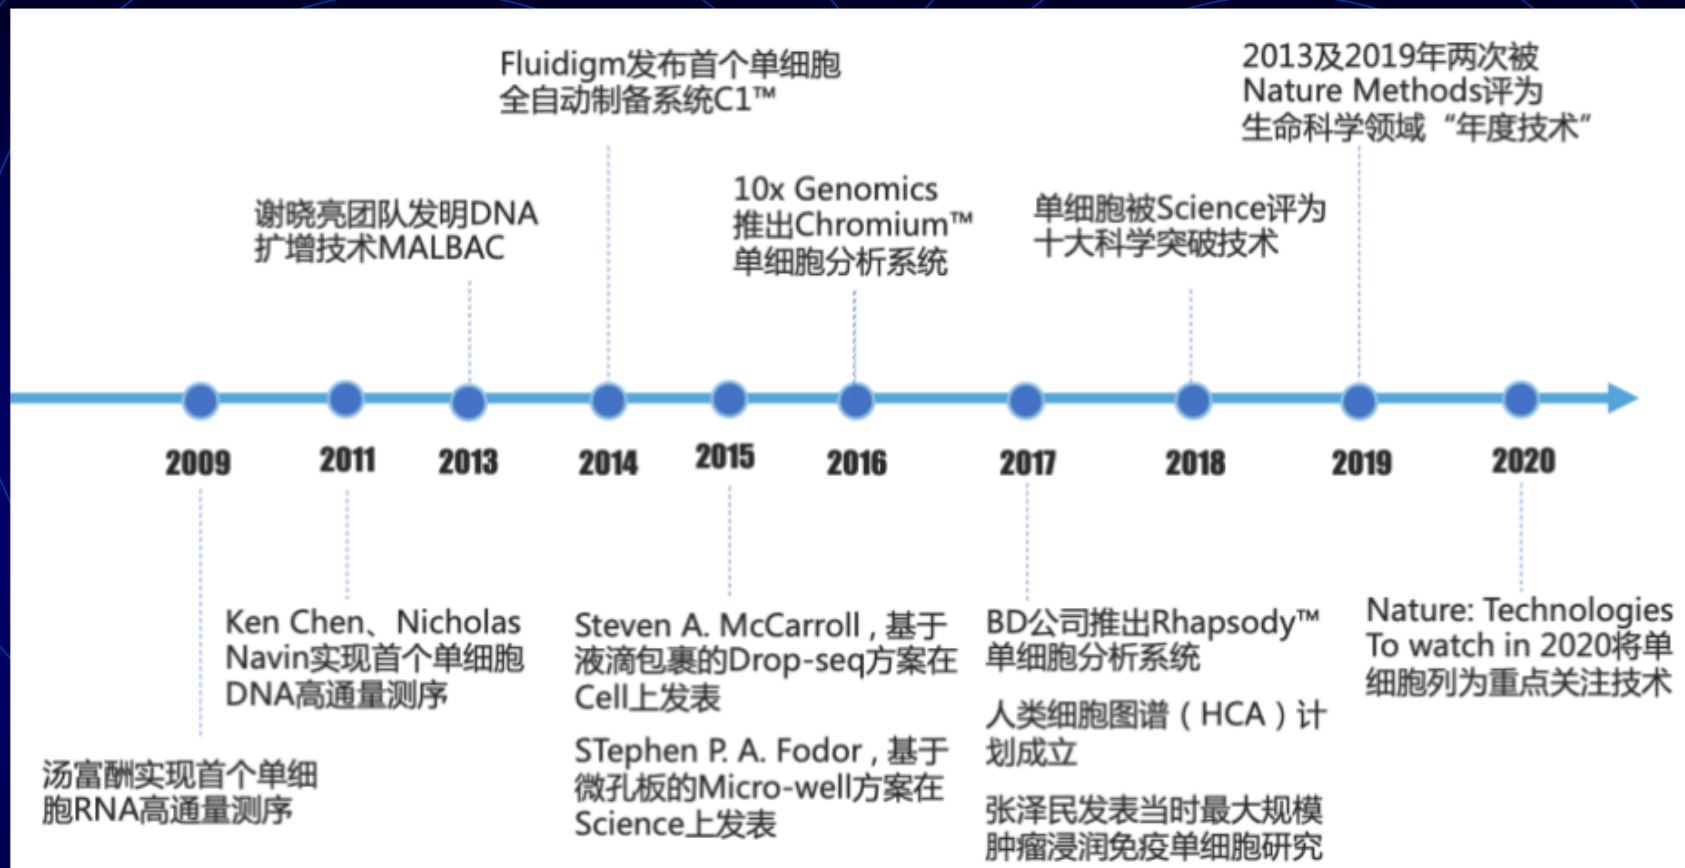 Fluidigm发布首个单细胞
全自动制备系统C1™
2013及2019年两次被
Nature Methods评为
生命科学领域“年度技术”
谢晓亮团队发明DNA
扩增技术MALBAC
10x Genomics
推出Chromium™
单细胞分析系统
单细胞被Science评为
十大科学突破技术
2009
2011
2013
2014
2015
2016
2017
2018
2019
2020
汤富酬实现首个单细
胞RNA高通量测序
Ken Chen、Nicholas
Navin实现首个单细胞
DNA高通量测序
Steven A. McCarroll , 基于
液滴包裹的Drop-seq方案在
Cell上发表
STephen P. A. Fodor , 基于
微孔板的Micro-well方案在
Science上发表
BD公司推出Rhapsody™
单细胞分析系统
人类细胞图谱（HCA）计
划成立
张泽民发表当时最大规模
肿瘤浸润免疫单细胞研究
Nature: Technologies
To watch in 2020将单
细胞列为重点关注技术